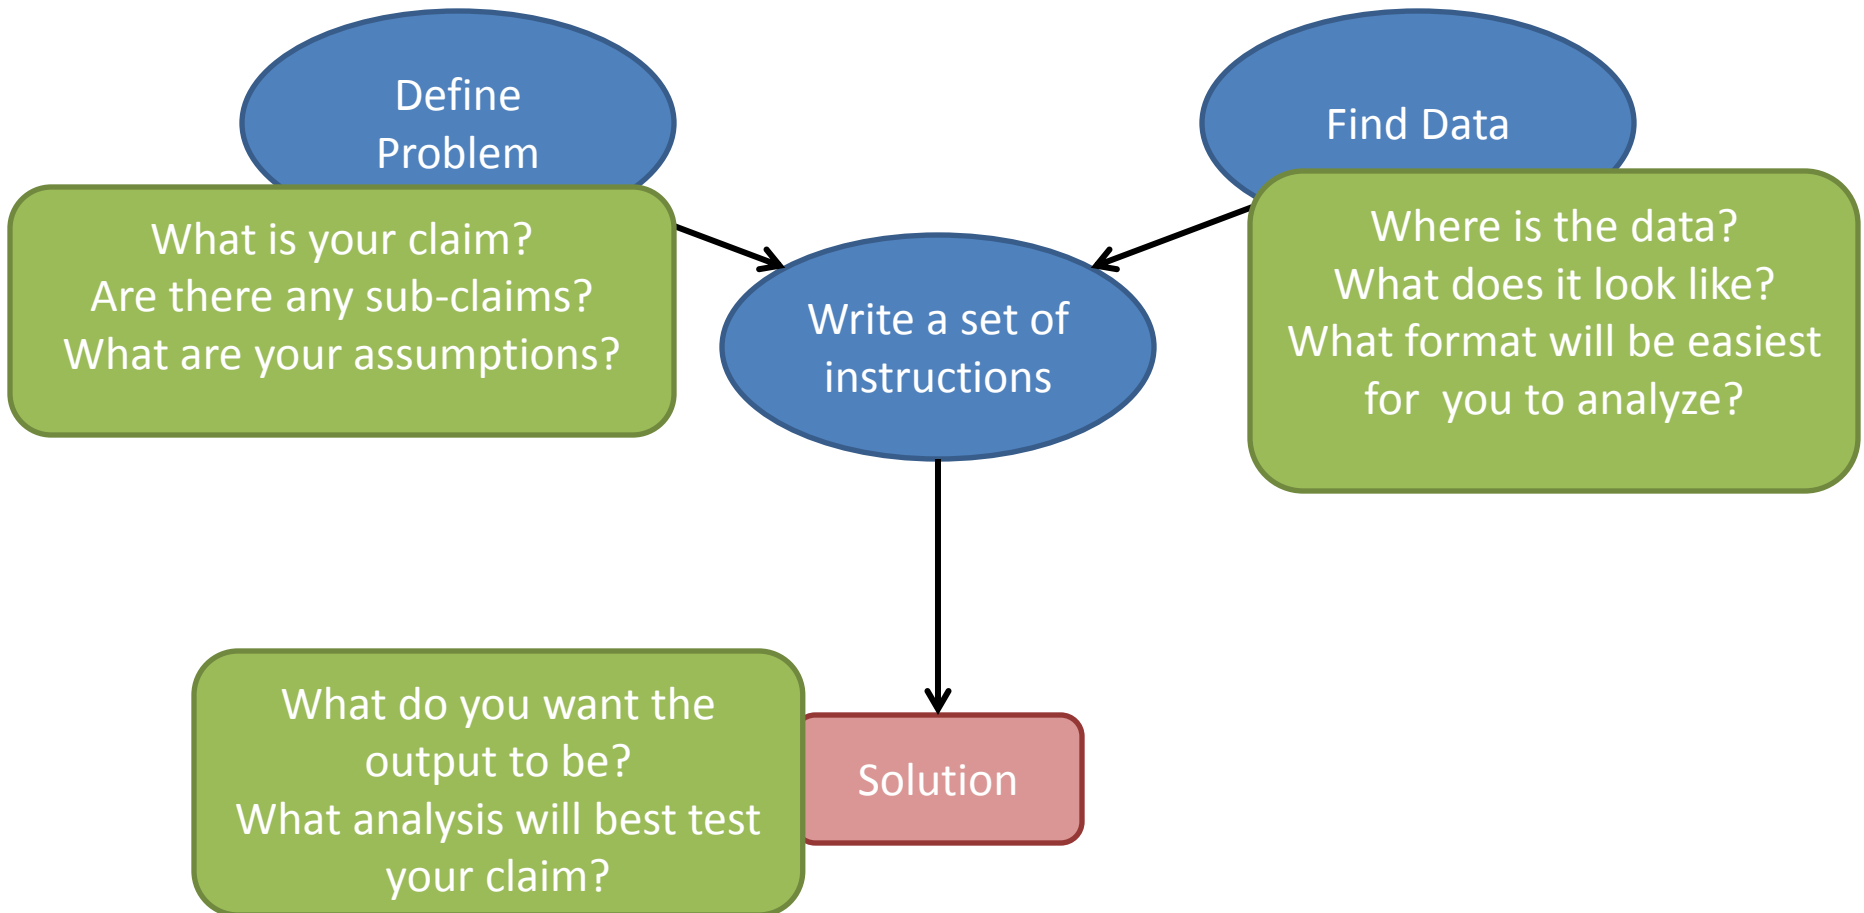 Define
Problem
What is your claim?
Are there any sub-claims?
What are your assumptions?
Find Data
Where is the data?
What does it look like?
What format will be easiest
for  you to analyze?
Write a set of
instructions
What do you want the
output to be?
What analysis will best test
your claim?
Solution